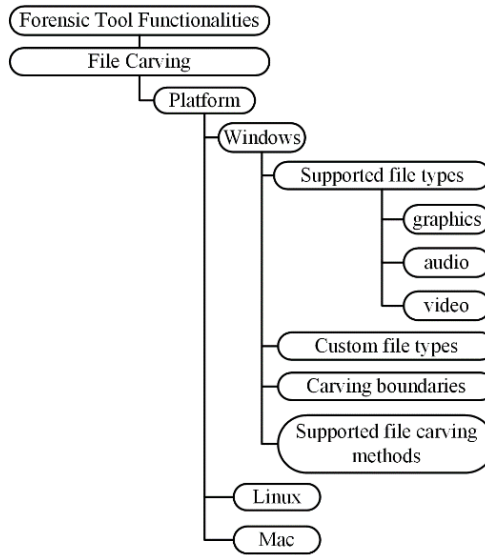 Forensic Tool Functionalities
File Carving
Platform
Windows
Supported file types
graphics
audio
video
Custom file types
Carving boundaries
Supported file carving
methods
Linux
Mac